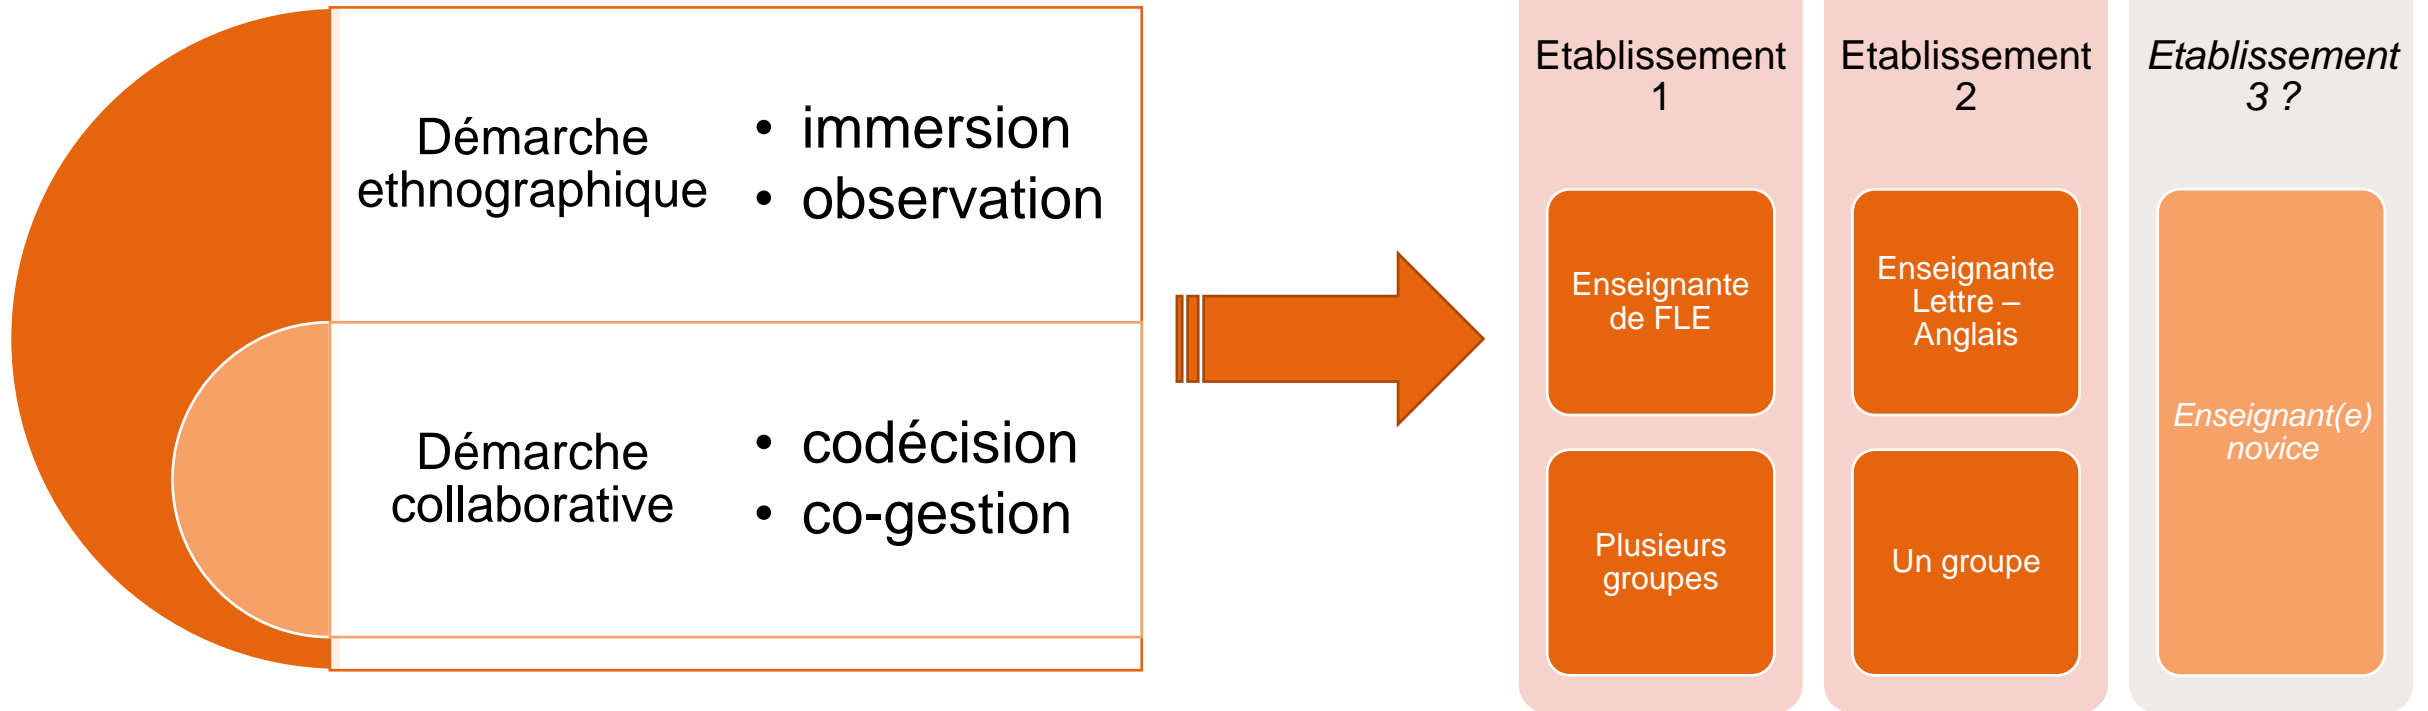 Démarche
ethnographique
• immersion
• observation
Démarche
collaborative
• codécision
• co-gestion
Etablissement
1
Enseignante
de FLE
Plusieurs
groupes
Etablissement
2
Enseignante
Lettre –
Anglais
Un groupe
Etablissement
3 ?
Enseignant(e)
novice